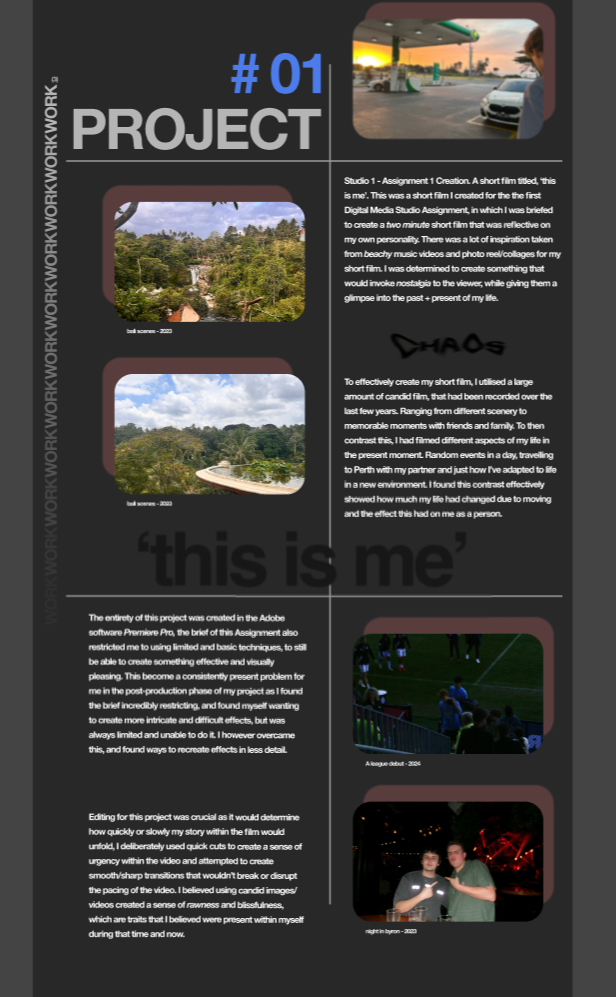 # 01
PROJECT
WORKWORKWORKWORKWORKWORKWORKWORK
Studio 1 - Assignment 1 Creation. A short film titled, 'this
is me'. This was a short film I created for the the first
Digital Media Studio Assignment, in which I was briefed
to create a two minute short film that was reflective on
my own personality. There was a lot of inspiration taken
from beachy music videos and photo reel/collages for my
short film. I was determined to create something that
would invoke nostalgia to the viewer, while giving them a
glimpse into the past + present of my life.
bali scenes - 2023
CHAOS
To effectively create my short film, I utilised a large
amount of candid film, that had been recorded over the
last few years. Ranging from different scenery to
memorable moments with friends and family. To then
contrast this, I had filmed different aspects of my life in
the present moment. Random events in a day, travelling
to Perth with my partner and just how I've adapted to life
in a new environment. I found this contrast effectively
showed how much my life had changed due to moving
and the effect this had on me as a person.
bali scenes - 2023
'this is me'
The entirety of this project was created in the Adobe
software Premiere Pro, the brief of this Assignment also
restricted me to using limited and basic techniques, to still
be able to create something effective and visually
pleasing. This become a consistently present problem for
me in the post-production phase of my project as I found
the brief incredibly restricting, and found myself wanting
to create more intricate and difficult effects, but was
always limited and unable to do it. I however overcame
this, and found ways to recreate effects in less detail.
A league debut - 2024
Editing for this project was crucial as it would determine
how quickly or slowly my story within the film would
unfold, I deliberately used quick cuts to create a sense of
urgency within the video and attempted to create
smooth/sharp transitions that wouldn't break or disrupt
the pacing of the video. I believed using candid images/
videos created a sense of rawness and blissfulness,
which are traits that I believed were present within myself
during that time and now.
night in byron - 2023